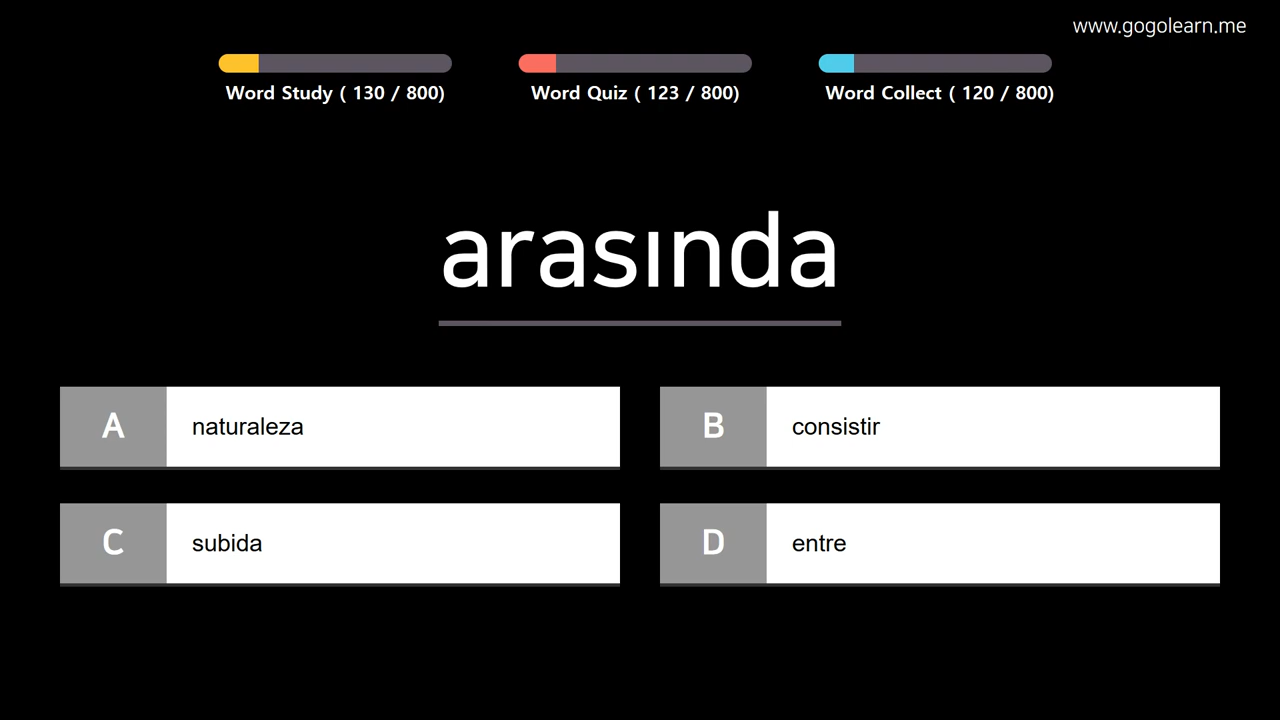 www.gogolearn.me
Word Study ( 130 / 800)
Word Quiz ( 123 / 800)
Word Collect ( 120 / 800)
arasında
A naturaleza
B consistir
C subida
D entre